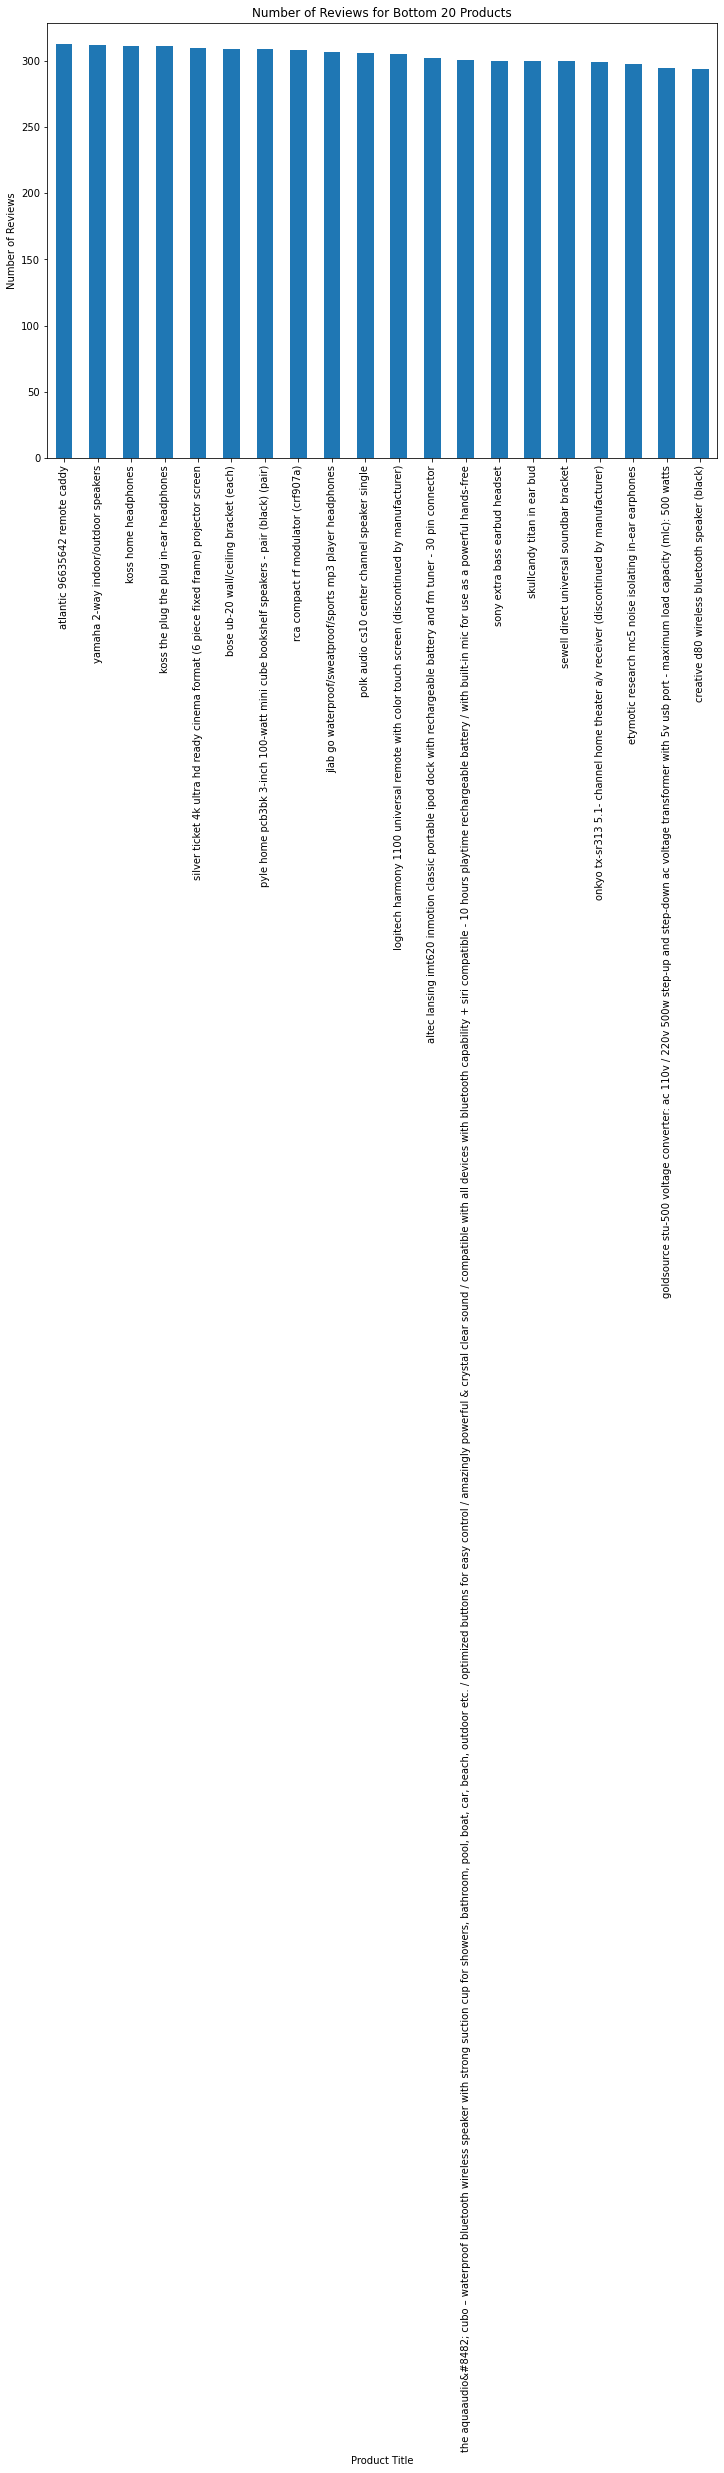 Number of Reviews for Bottom 20 Products
Number of Reviews
300
250
200
150
100
50
0
atlantic 96635642 remote caddy
yamaha 2-way indoor/outdoor speakers
koss home headphones
koss the plug the plug in-ear headphones
silver ticket 4k ultra hd ready cinema format (6 piece fixed frame) projector screen
bose ub-20 wall/ceiling bracket (each)
pyle home pcb3bk 3-inch 100-watt mini cube bookshelf speakers - pair (black) (pair)
rca compact rf modulator (crf907a)
jlab go waterproof/sweatproof/sports mp3 player headphones
polk audio cs10 center channel speaker single
logitech harmony 1100 universal remote with color touch screen (discontinued by manufacturer)
altec lansing imt620 inmotion classic portable ipod dock with rechargeable battery and fm tuner - 30 pin connector
the aquaaudio&#8482; cubo – waterproof bluetooth wireless speaker with strong suction cup for showers, bathroom, pool, boat, car, beach, outdoor etc. / optimized buttons for easy control / amazingly powerful & crystal clear sound / compatible with all devices with bluetooth capability + siri compatible - 10 hours playtime rechargeable battery / with built-in mic for use as a powerful hands-free
sony extra bass earbud headset
skullcandy titan in ear bud
sewell direct universal soundbar bracket
onkyo tx-sr313 5.1- channel home theater a/v receiver (discontinued by manufacturer)
etymotic research mc5 noise isolating in-ear earphones
goldsource stu-500 voltage converter: ac 110v / 220v 500w step-up and step-down ac voltage transformer with 5v usb port - maximum load capacity (mlc): 500 watts
creative d80 wireless bluetooth speaker (black)
Product Title